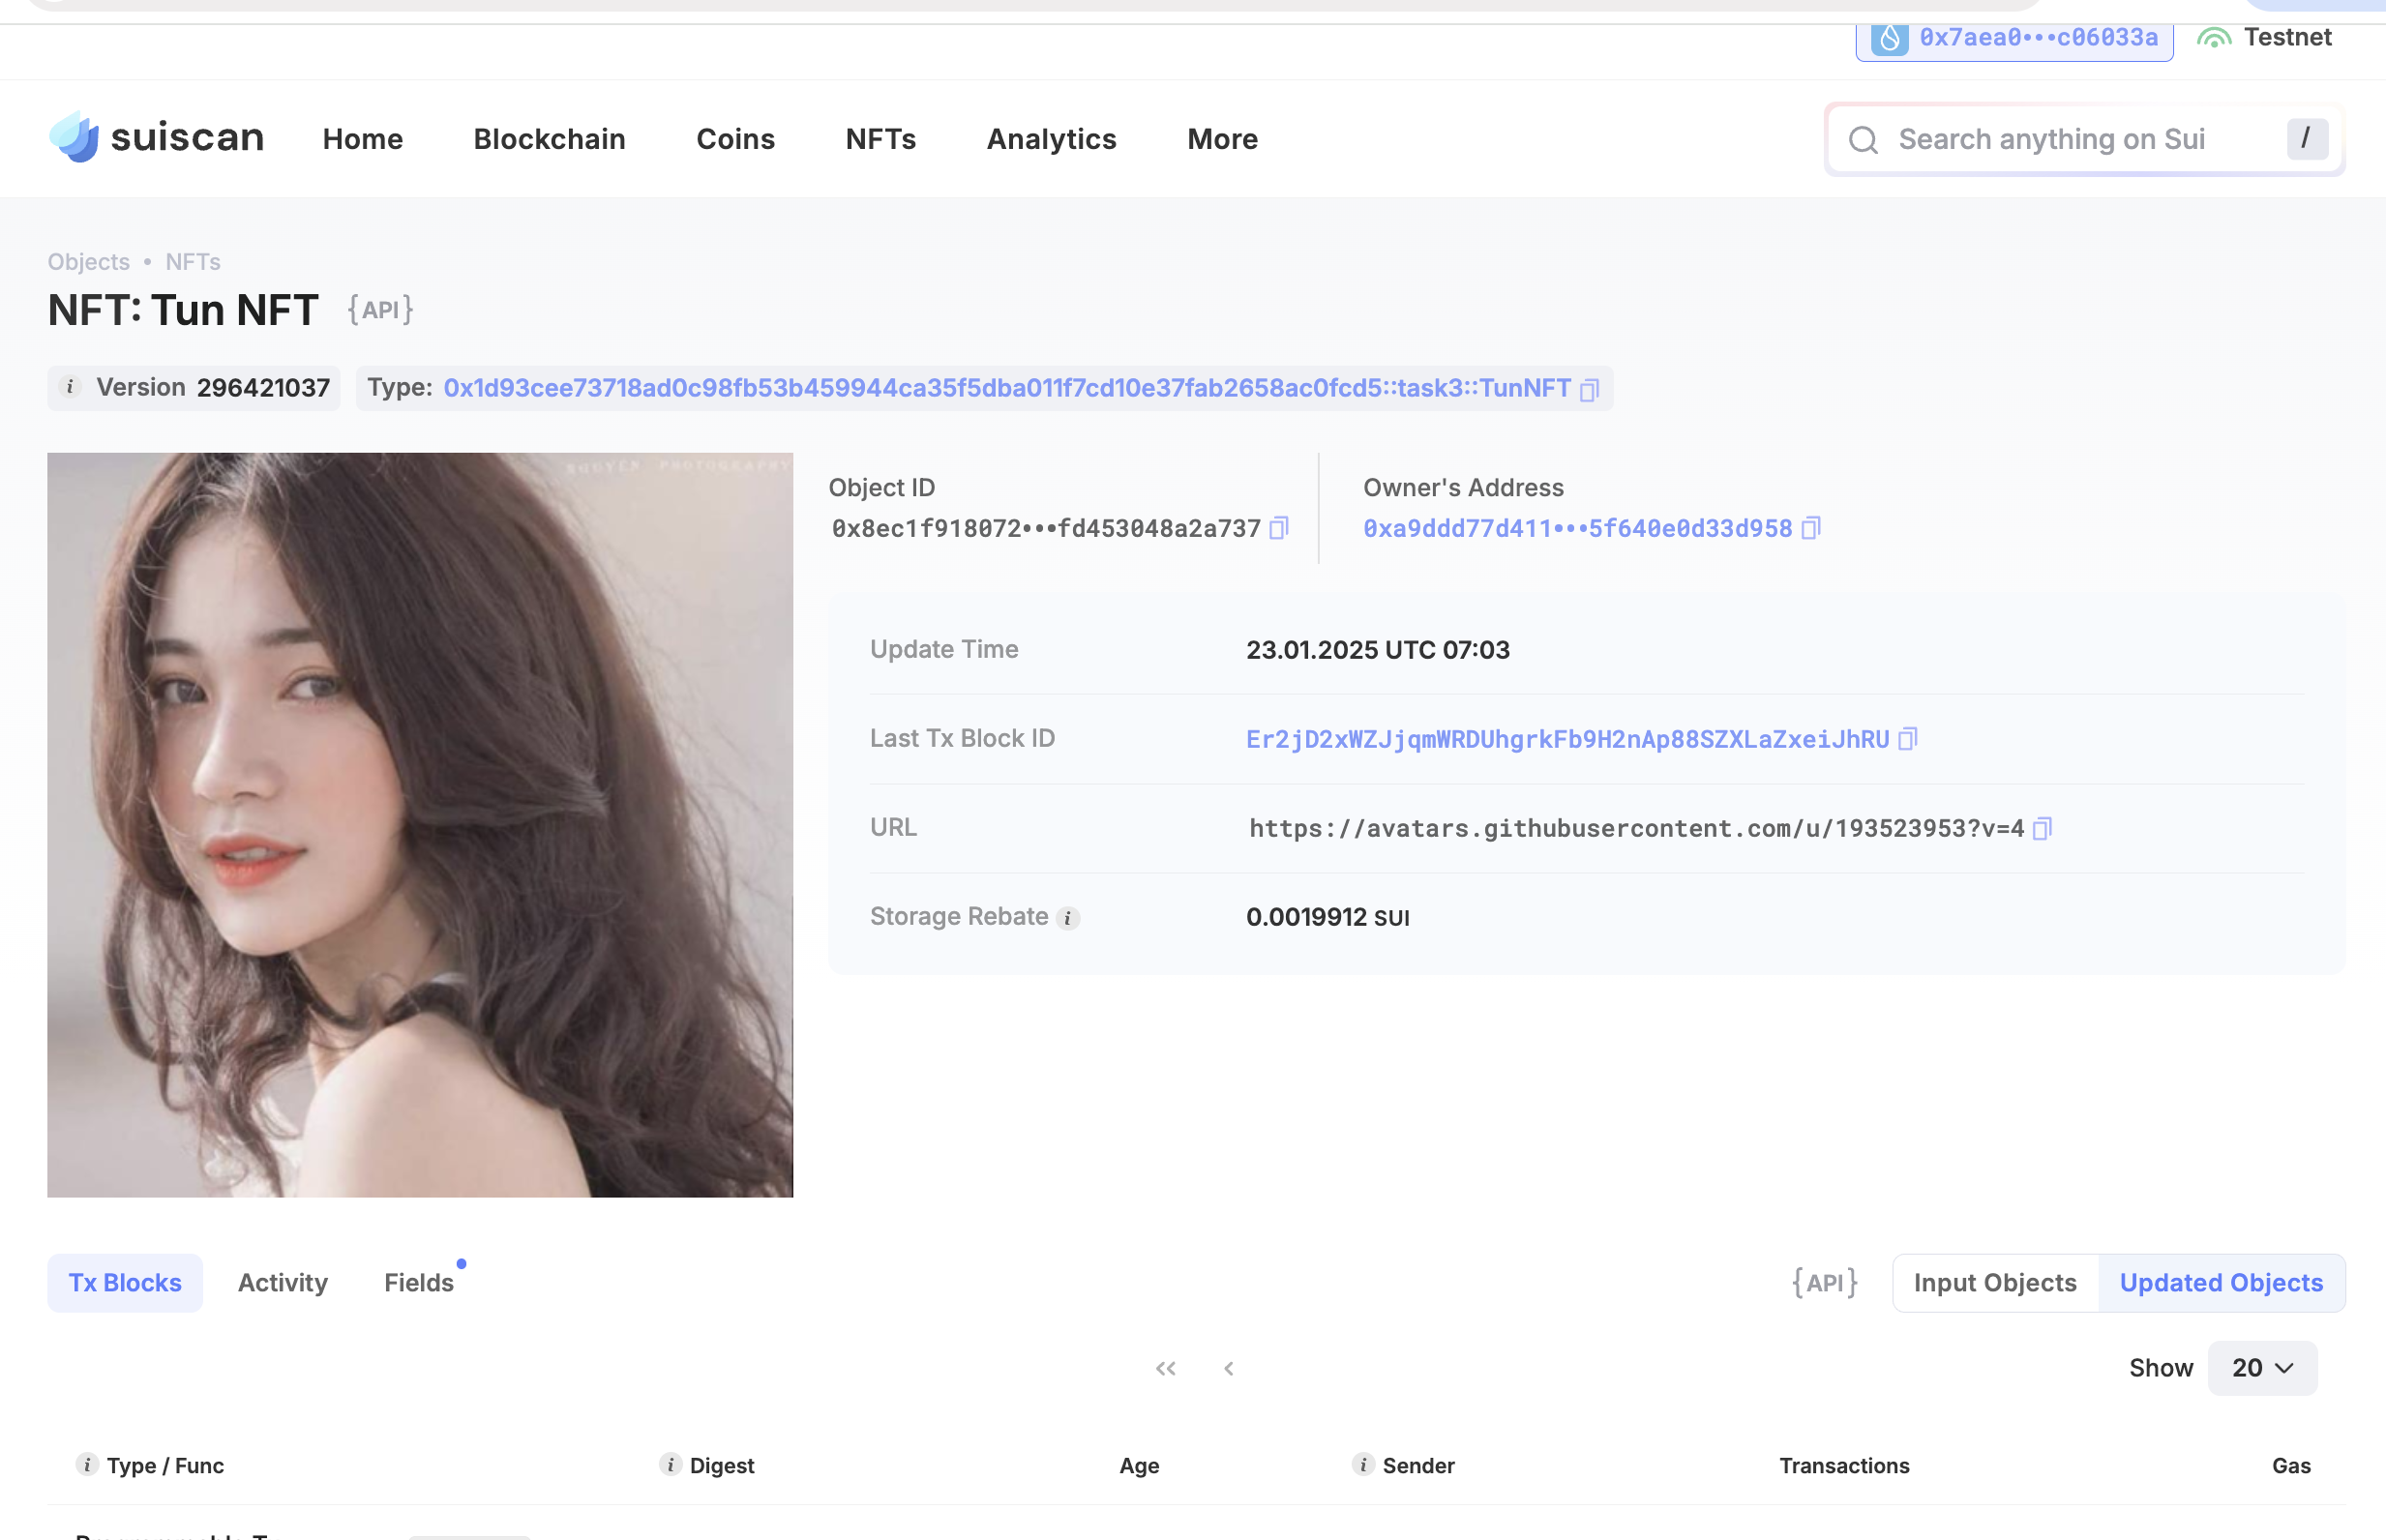 0x7aea0•••c06033a Testnet
suiscan Home Blockchain Coins NFTs Analytics More Search anything on Sui /
Objects • NFTs
NFT: Tun NFT {API}
i Version 296421037 Type: 0x1d93cee73718ad0c98fb53b459944ca35f5dba011f7cd10e37fab2658ac0fcd5::task3::TunNFT
NGUYÊN PHOTOGRAPHY
Object ID Owner's Address
0x8ec1f918072•••fd453048a2a737 0xa9ddd77d411•••5f640e0d33d958
Update Time 23.01.2025 UTC 07:03
Last Tx Block ID Er2jD2xWZJjqmWRDUhgrkFb9H2nAp88SZXLaZxeiJhRU
URL https://avatars.githubusercontent.com/u/193523953?v=4
Storage Rebate i 0.0019912 SUI
Tx Blocks Activity Fields {API} Input Objects Updated Objects
« ‹ Show 20
i Type / Func i Digest Age i Sender Transactions Gas